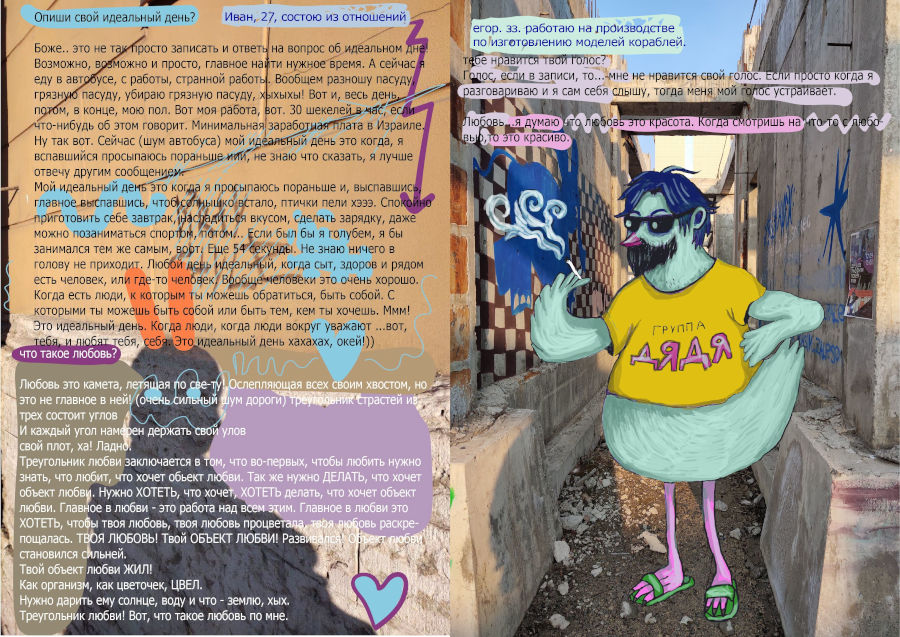 Опиши свой идеальный день?
Иван, 27, состою из отношений
Боже.. это не так просто записать и ответь на вопрос об идеальном дне!
Возможно, возможно и просто, главное найти нужное время. А сейчас я
еду в автобусе, с работы, странной работы. Вообщем разношу пасуду,
грязную пасуду, убираю грязную пасуду, хыхыхы! Вот и, весь день,
потом, в конце, мою пол. Вот моя работа, вот. 30 шекелей в час, если
что-нибудь об этом говорит. Минимальная заработная плата в Израиле.
Ну так вот. Сейчас (шум автобуса) мой идеальный день это когда, я
вспавшийся просыпаюсь пораньше иии, не знаю что сказать, я лучше
отвечу другим сообщением.
Мой идеальный день это когда я просыпаюсь пораньше и, выспавшись,
главное выспавшись, чтоб солнышко встало, птички пели хэээ. Спокойно
приготовить себе завтрак, насладиться вкусом, сделать зарядку, даже
можно позаниматься спортом, потом... Если был бы я голубем, я бы
занимался тем же самым, воот. Еще 54 секунды. Не знаю ничего в
голову не приходит. Любой день идеальный, когда сыт, здоров и рядом
есть человек, или где-то человек. Вообще человеки это очень хорошо.
Когда есть люди, к которым ты можешь обратиться, быть собой. С
которыми ты можешь быть собой или быть тем, кем ты хочешь. Ммм!
Это идеальный день. Когда люди, когда люди вокруг уважают ...вот,
тебя, и любят тебя, себя. Это идеальный день хахахах, окей!))
что такое любовь?
Любовь это камета, летящая по све-ту! Ослепляющая всех своим хвостом, но
это не главное в ней! (очень сильный шум дороги) треугольник страстей из
трех состоит углов
И каждый угол намерен держать свой улов
свой плот, ха! Ладно.
Треугольник любви заключается в том, что во-первых, чтобы любить нужно
знать, что любит, что хочет обьект любви. Так же нужно ДЕЛАТЬ, что хочет
объект любви. Нужно ХОТЕТЬ, что хочет, ХОТЕТЬ делать, что хочет объект
любви. Главное в любви - это работа над всем этим. Главное в любви это
ХОТЕТЬ, чтобы твоя любовь, твоя любовь процветала, твоя любовь раскре-
пощалась. ТВОЯ ЛЮБОВЬ! Твой ОБЪЕКТ ЛЮБВИ! Развивался! Объект любви
становился сильней.
Твой объект любви ЖИЛ!
Как организм, как цветочек, ЦВЕЛ.
Нужно дарить ему солнце, воду и что - землю, хых.
Треугольник любви! Вот, что такое любовь по мне.
егор. зз. работаю на производстве
по изготовлению моделей кораблей.
тебе нравится твой голос?
Голос, если в записи, то... мне не нравится свой голос. Если просто когда я
разговариваю и я сам себя слышу, тогда меня мой голос устраивает.
Любовь...я думаю что любовь это красота. Когда смотришь на что-то с любо-
вью,то это красиво.
ГРУППА
ДЯДЯ